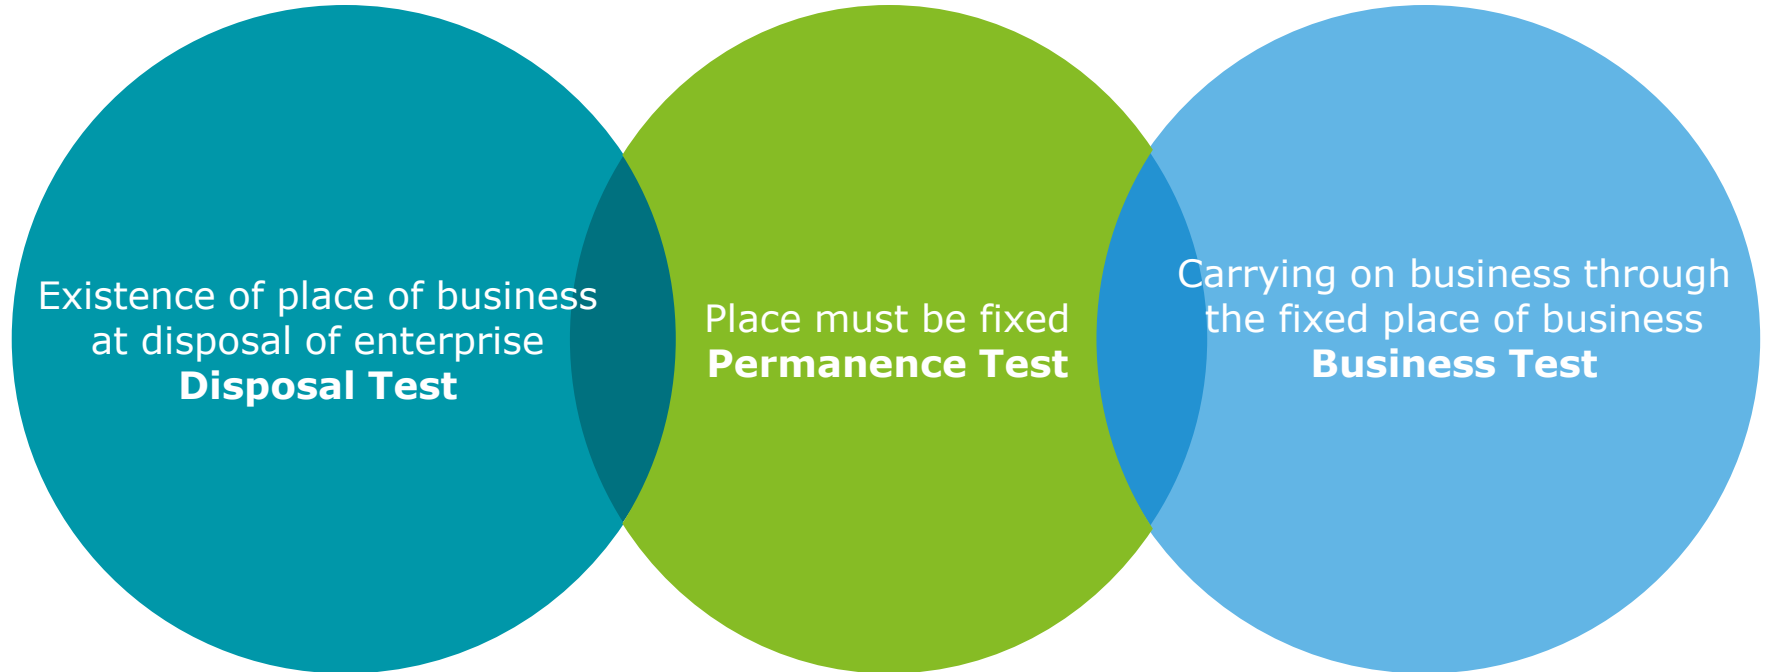 Existence of place of business
at disposal of enterprise
Disposal Test
Place must be fixed
Permanence Test
Carrying on business through
the fixed place of business
Business Test